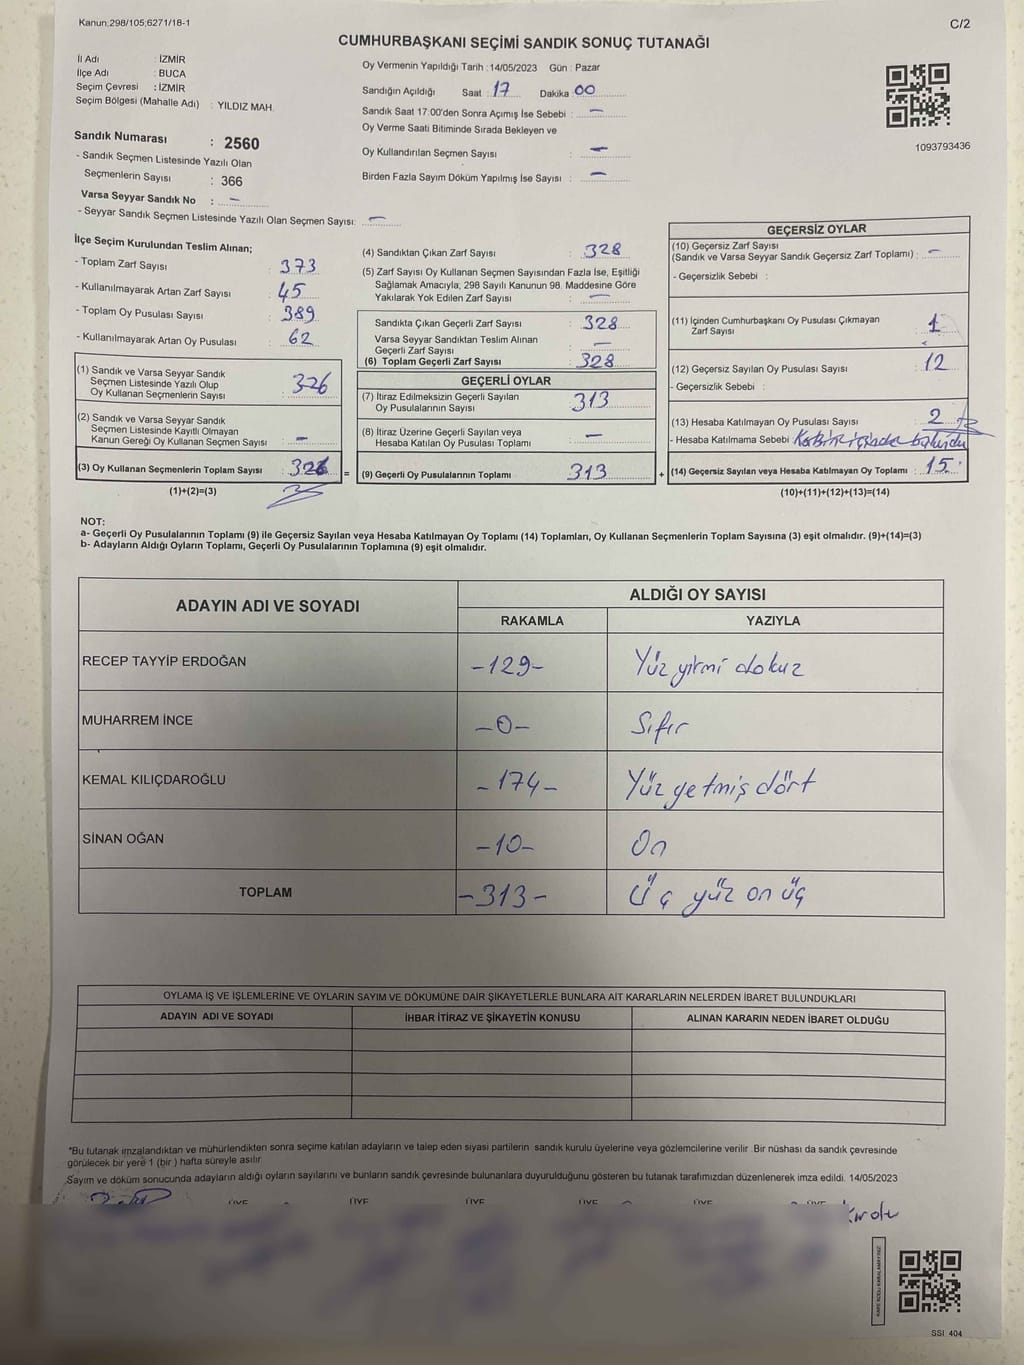 Kanun;298/105;6271/18-1
C/2
CUMHURBAŞKANI SEÇİMİ SANDIK SONUÇ TUTANAĞI
İl Adı : İZMİR
İlçe Adı : BUCA
Seçim Çevresi : İZMİR
Seçim Bölgesi (Mahalle Adı) : YILDIZ MAH.
Sandık Numarası : 2560
- Sandık Seçmen Listesinde Yazılı Olan
Seçmenlerin Sayısı : 366
Varsa Seyyar Sandık No : -
- Seyyar Sandık Seçmen Listesinde Yazılı Olan Seçmen Sayısı: -
Oy Vermenin Yapıldığı Tarih : 14/05/2023 Gün : Pazar
Sandığın Açıldığı Saat : 17 Dakika : 00
Sandık Saat 17:00'den Sonra Açımış İse Sebebi : -
Oy Verme Saati Bitiminde Sırada Bekleyen ve
Oy Kullandırılan Seçmen Sayısı : -
Birden Fazla Sayım Döküm Yapılmış İse Sayısı : -
1093793436
İlçe Seçim Kurulundan Teslim Alınan;
- Toplam Zarf Sayısı : 373
- Kullanılmayarak Artan Zarf Sayısı : 45
- Toplam Oy Pusulası Sayısı : 389
- Kullanılmayarak Artan Oy Pusulası : 62
(1) Sandık ve Varsa Seyyar Sandık
Seçmen Listesinde Yazılı Olup
Oy Kullanan Seçmenlerin Sayısı : 326
(2) Sandık ve Varsa Seyyar Sandık
Seçmen Listesinde Kayıtlı Olmayan
Kanun Gereği Oy Kullanan Seçmen Sayısı : -
(3) Oy Kullanan Seçmenlerin Toplam Sayısı : 326 =
(1)+(2)=(3)
(4) Sandıktan Çıkan Zarf Sayısı : 328
(5) Zarf Sayısı Oy Kullanan Seçmen Sayısından Fazla İse, Eşitliği
Sağlamak Amacıyla, 298 Sayılı Kanunun 98. Maddesine Göre
Yakılarak Yok Edilen Zarf Sayısı : -
Sandıkta Çıkan Geçerli Zarf Sayısı : 328
Varsa Seyyar Sandıktan Teslim Alınan
Geçerli Zarf Sayısı : -
(6) Toplam Geçerli Zarf Sayısı : 328
GEÇERLİ OYLAR
(7) İtiraz Edilmeksizin Geçerli Sayılan
Oy Pusulalarının Sayısı : 313
(8) İtiraz Üzerine Geçerli Sayılan veya
Hesaba Katılan Oy Pusulası Toplamı : -
(9) Geçerli Oy Pusulalarının Toplamı : 313 +
GEÇERSİZ OYLAR
(10) Geçersiz Zarf Sayısı
(Sandık ve Varsa Seyyar Sandık Geçersiz Zarf Toplamı) : -
- Geçersizlik Sebebi :
(11) İçinden Cumhurbaşkanı Oy Pusulası Çıkmayan
Zarf Sayısı : 1
(12) Geçersiz Sayılan Oy Pusulası Sayısı : 12
- Geçersizlik Sebebi :
(13) Hesaba Katılmayan Oy Pusulası Sayısı : 2
- Hesaba Katılmama Sebebi
(14) Geçersiz Sayılan veya Hesaba Katılmayan Oy Toplamı : 15
(10)+(11)+(12)+(13)=(14)
NOT:
a- Geçerli Oy Pusulalarının Toplamı (9) ile Geçersiz Sayılan veya Hesaba Katılmayan Oy Toplamı (14) Toplamları, Oy Kullanan Seçmenlerin Toplam Sayısına (3) eşit olmalıdır. (9)+(14)=(3)
b- Adayların Aldığı Oyların Toplamı, Geçerli Oy Pusulalarının Toplamına (9) eşit olmalıdır.
ADAYIN ADI VE SOYADI
ALDIĞI OY SAYISI
RAKAMLA YAZIYLA
RECEP TAYYİP ERDOĞAN -129- Yüz yirmi dokuz
MUHARREM İNCE -0- Sıfır
KEMAL KILIÇDAROĞLU -174- Yüz yetmiş dört
SİNAN OĞAN -10- On
TOPLAM -313- Üç yüz on üç
OYLAMA İŞ VE İŞLEMLERİNE VE OYLARIN SAYIM VE DÖKÜMÜNE DAİR ŞİKAYETLERLE BUNLARA AİT KARARLARIN NELERDEN İBARET BULUNDUKLARI
ADAYIN ADI VE SOYADI İHBAR İTİRAZ VE ŞİKAYETİN KONUSU ALINAN KARARIN NEDEN İBARET OLDUĞU
*Bu tutanak imzalandıktan ve mühürlendikten sonra seçime katılan adayların ve talep eden siyasi partilerin sandık kurulu üyelerine veya gözlemcilerine verilir. Bir nüshası da sandık çevresinde
görülecek bir yere 1 (bir ) hafta süreyle asılır.
Sayım ve döküm sonucunda adayların aldığı oyların sayılarını ve bunların sandık çevresinde bulunanlara duyurulduğunu gösteren bu tutanak tarafımızdan düzenlenerek imza edildi. 14/05/2023
ÜYE ÜYE ÜYE ÜYE ÜYE ÜYE
SSI 404